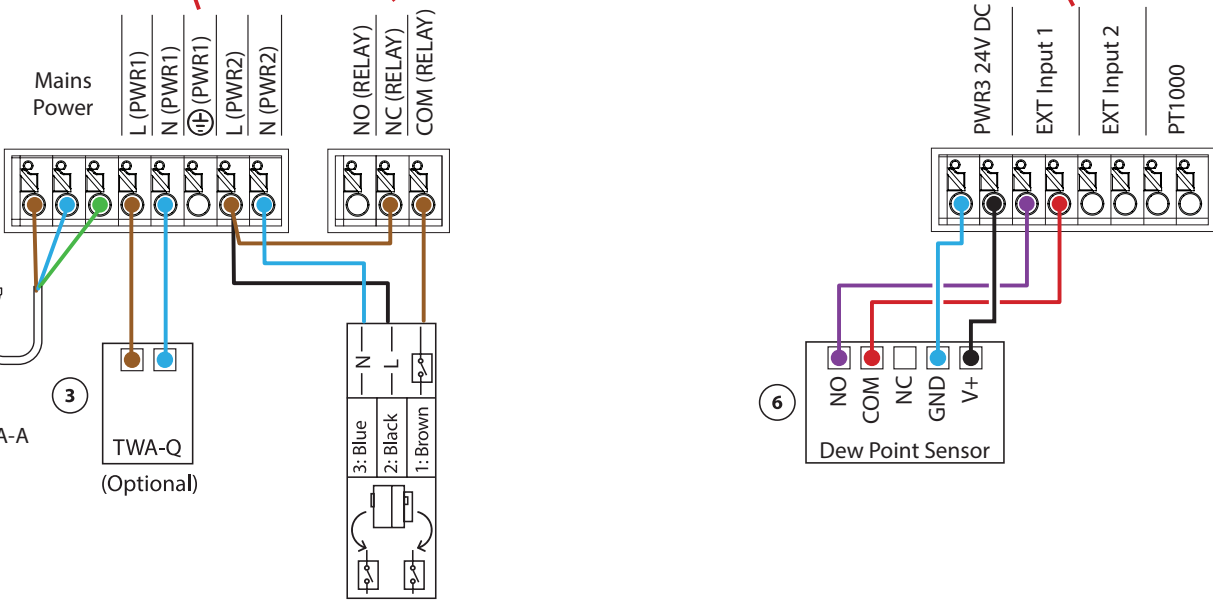 Mains
Power
L (PWR1)
N (PWR1)
(PWR1)
L (PWR2)
N (PWR2)
NO (RELAY)
NC (RELAY)
COM (RELAY)
PWR3 24V DC
EXT Input 1
EXT Input 2
PT1000
3
A-A
TWA-Q
(Optional)
N
L
3: Blue
2: Black
1: Brown
6
NO
COM
NC
GND
V+
Dew Point Sensor